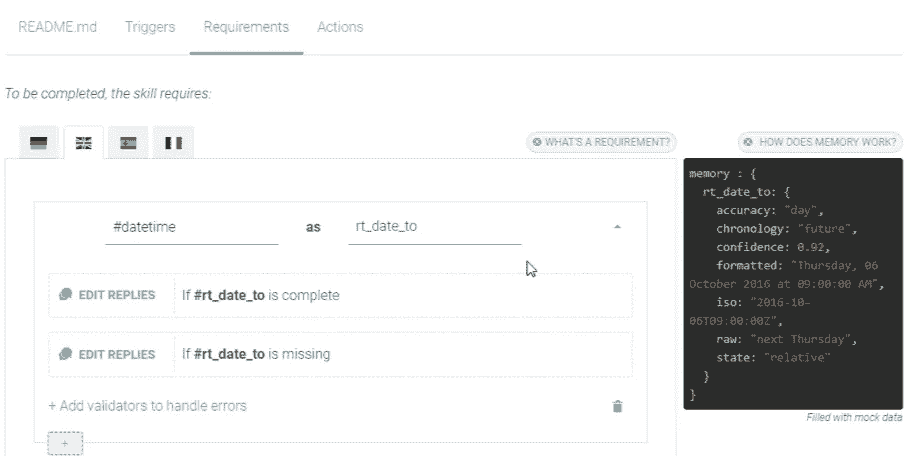 README.md Triggers Requirements Actions
To be completed, the skill requires:
WHAT'S A REQUIREMENT? HOW DOES MEMORY WORK?
#datetime as rt_date_to
EDIT REPLIES If #rt_date_to is complete
EDIT REPLIES If #rt_date_to is missing
+ Add validators to handle errors
+
memory : {
rt_date_to: {
accuracy: "day",
chronology: "future",
confidence: 0.92,
formatted: "Thursday, 06
October 2016 at 09:00:00 AM",
iso: "2016-10-
06T09:00:00Z",
raw: "next Thursday",
state: "relative"
}
}
Filled with mock data